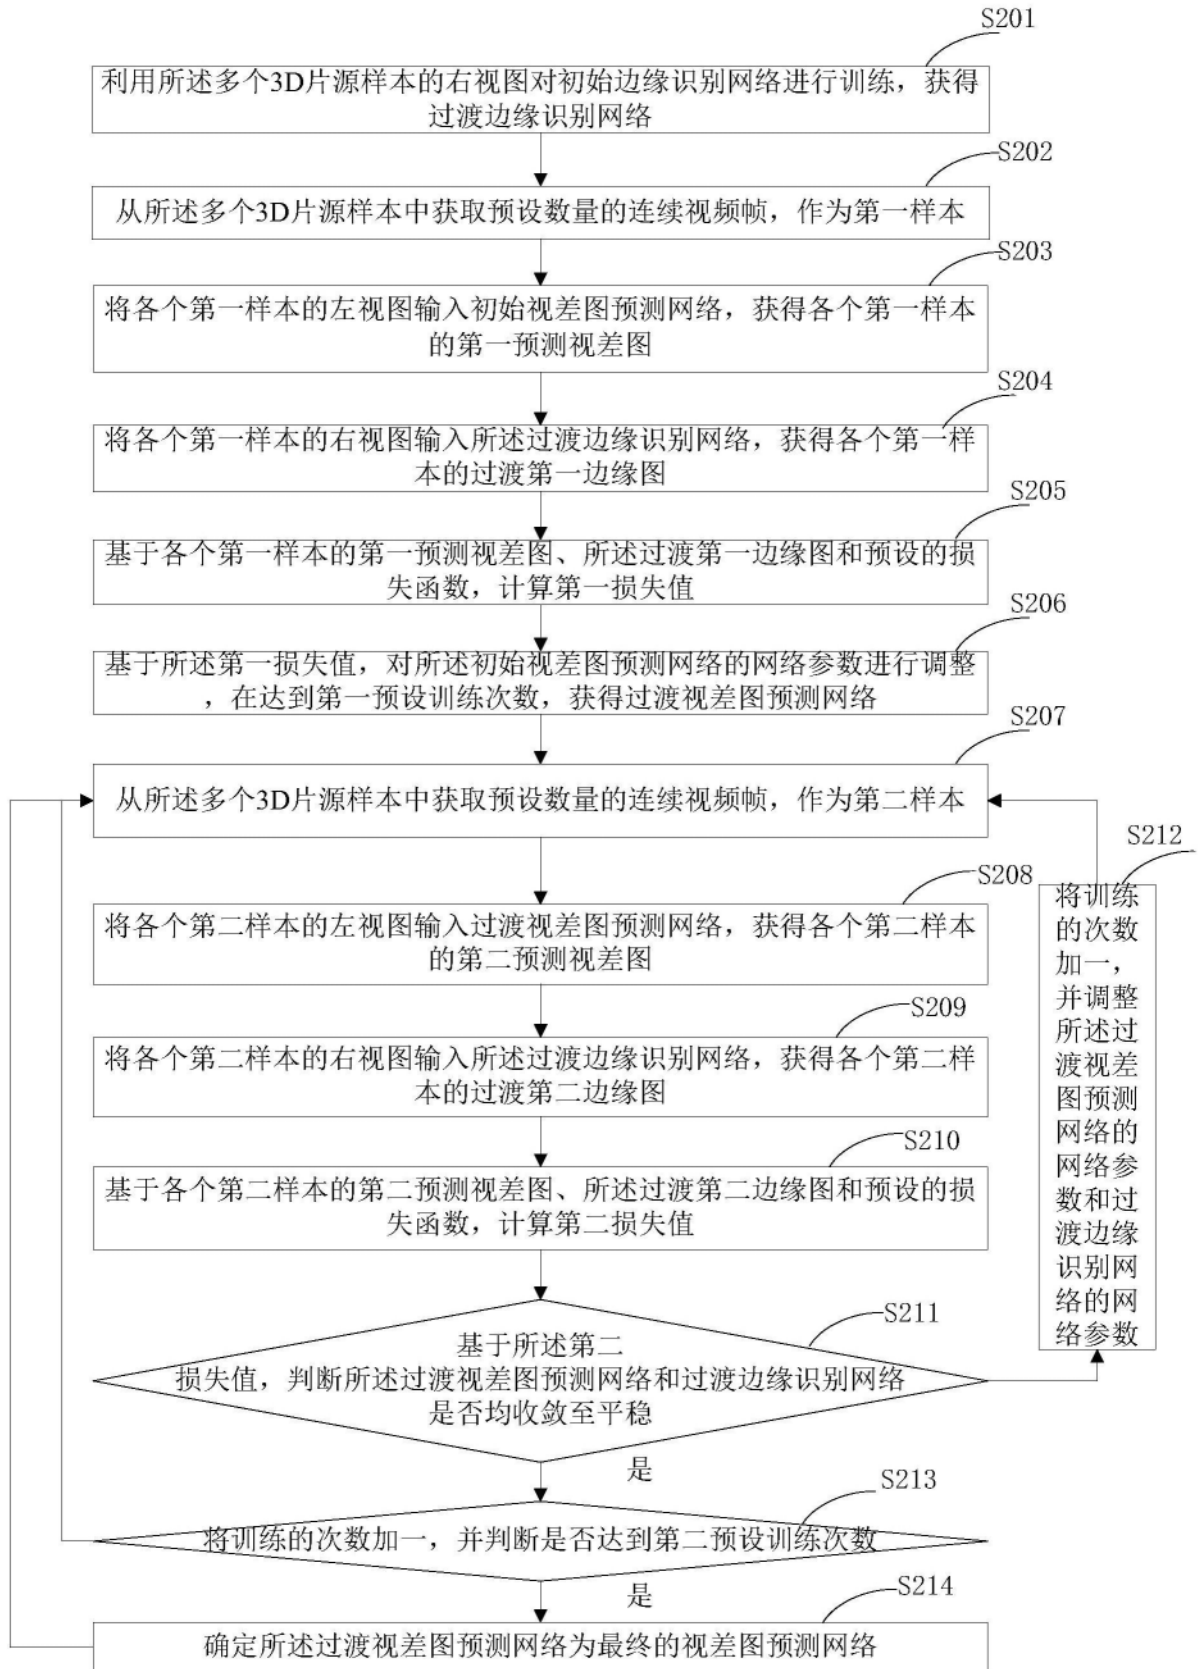 S201
利用所述多个3D片源样本的右视图对初始边缘识别网络进行训练，获得
过渡边缘识别网络
S202
从所述多个3D片源样本中获取预设数量的连续视频帧，作为第一样本
S203
将各个第一样本的左视图输入初始视差图预测网络，获得各个第一样本
的第一预测视差图
S204
将各个第一样本的右视图输入所述过渡边缘识别网络，获得各个第一样
本的过渡第一边缘图
S205
基于各个第一样本的第一预测视差图、所述过渡第一边缘图和预设的损
失函数，计算第一损失值
S206
基于所述第一损失值，对所述初始视差图预测网络的网络参数进行调整
，在达到第一预设训练次数，获得过渡视差图预测网络
S207
从所述多个3D片源样本中获取预设数量的连续视频帧，作为第二样本
S212
将训练
的次数
加一，
并调整
所述过
渡视差
图预测
网络的
网络参
数和过
渡边缘
识别网
络的网
络参数
S208
将各个第二样本的左视图输入过渡视差图预测网络，获得各个第二样本
的第二预测视差图
S209
将各个第二样本的右视图输入所述过渡边缘识别网络，获得各个第二样
本的过渡第二边缘图
S210
基于各个第二样本的第二预测视差图、所述过渡第二边缘图和预设的损
失函数，计算第二损失值
S211
基于所述第二
损失值，判断所述过渡视差图预测网络和过渡边缘识别网络
是否均收敛至平稳
是
S213
将训练的次数加一，并判断是否达到第二预设训练次数
是
S214
确定所述过渡视差图预测网络为最终的视差图预测网络